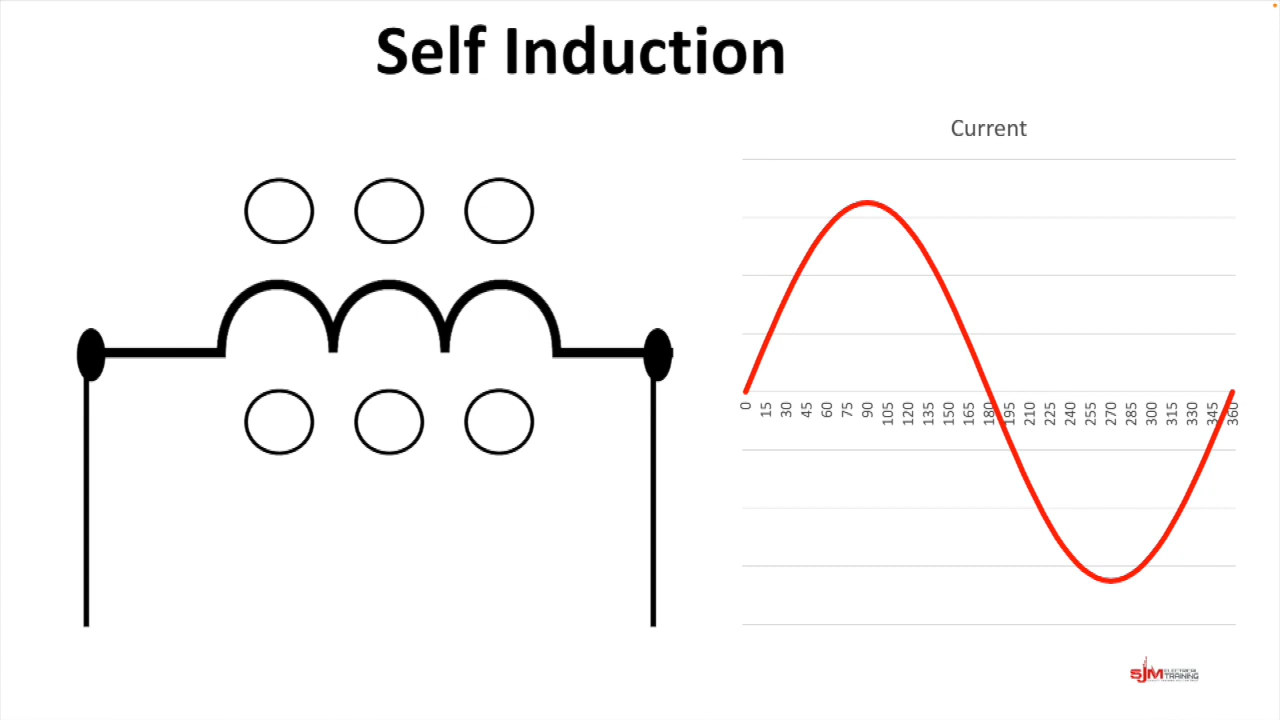 Self Induction
Current
0 15 30 45 60 75 90 105 120 135 150 165 180 195 210 225 240 255 270 285 300 315 330 345 360
SJM ELECTRICAL
TRAINING